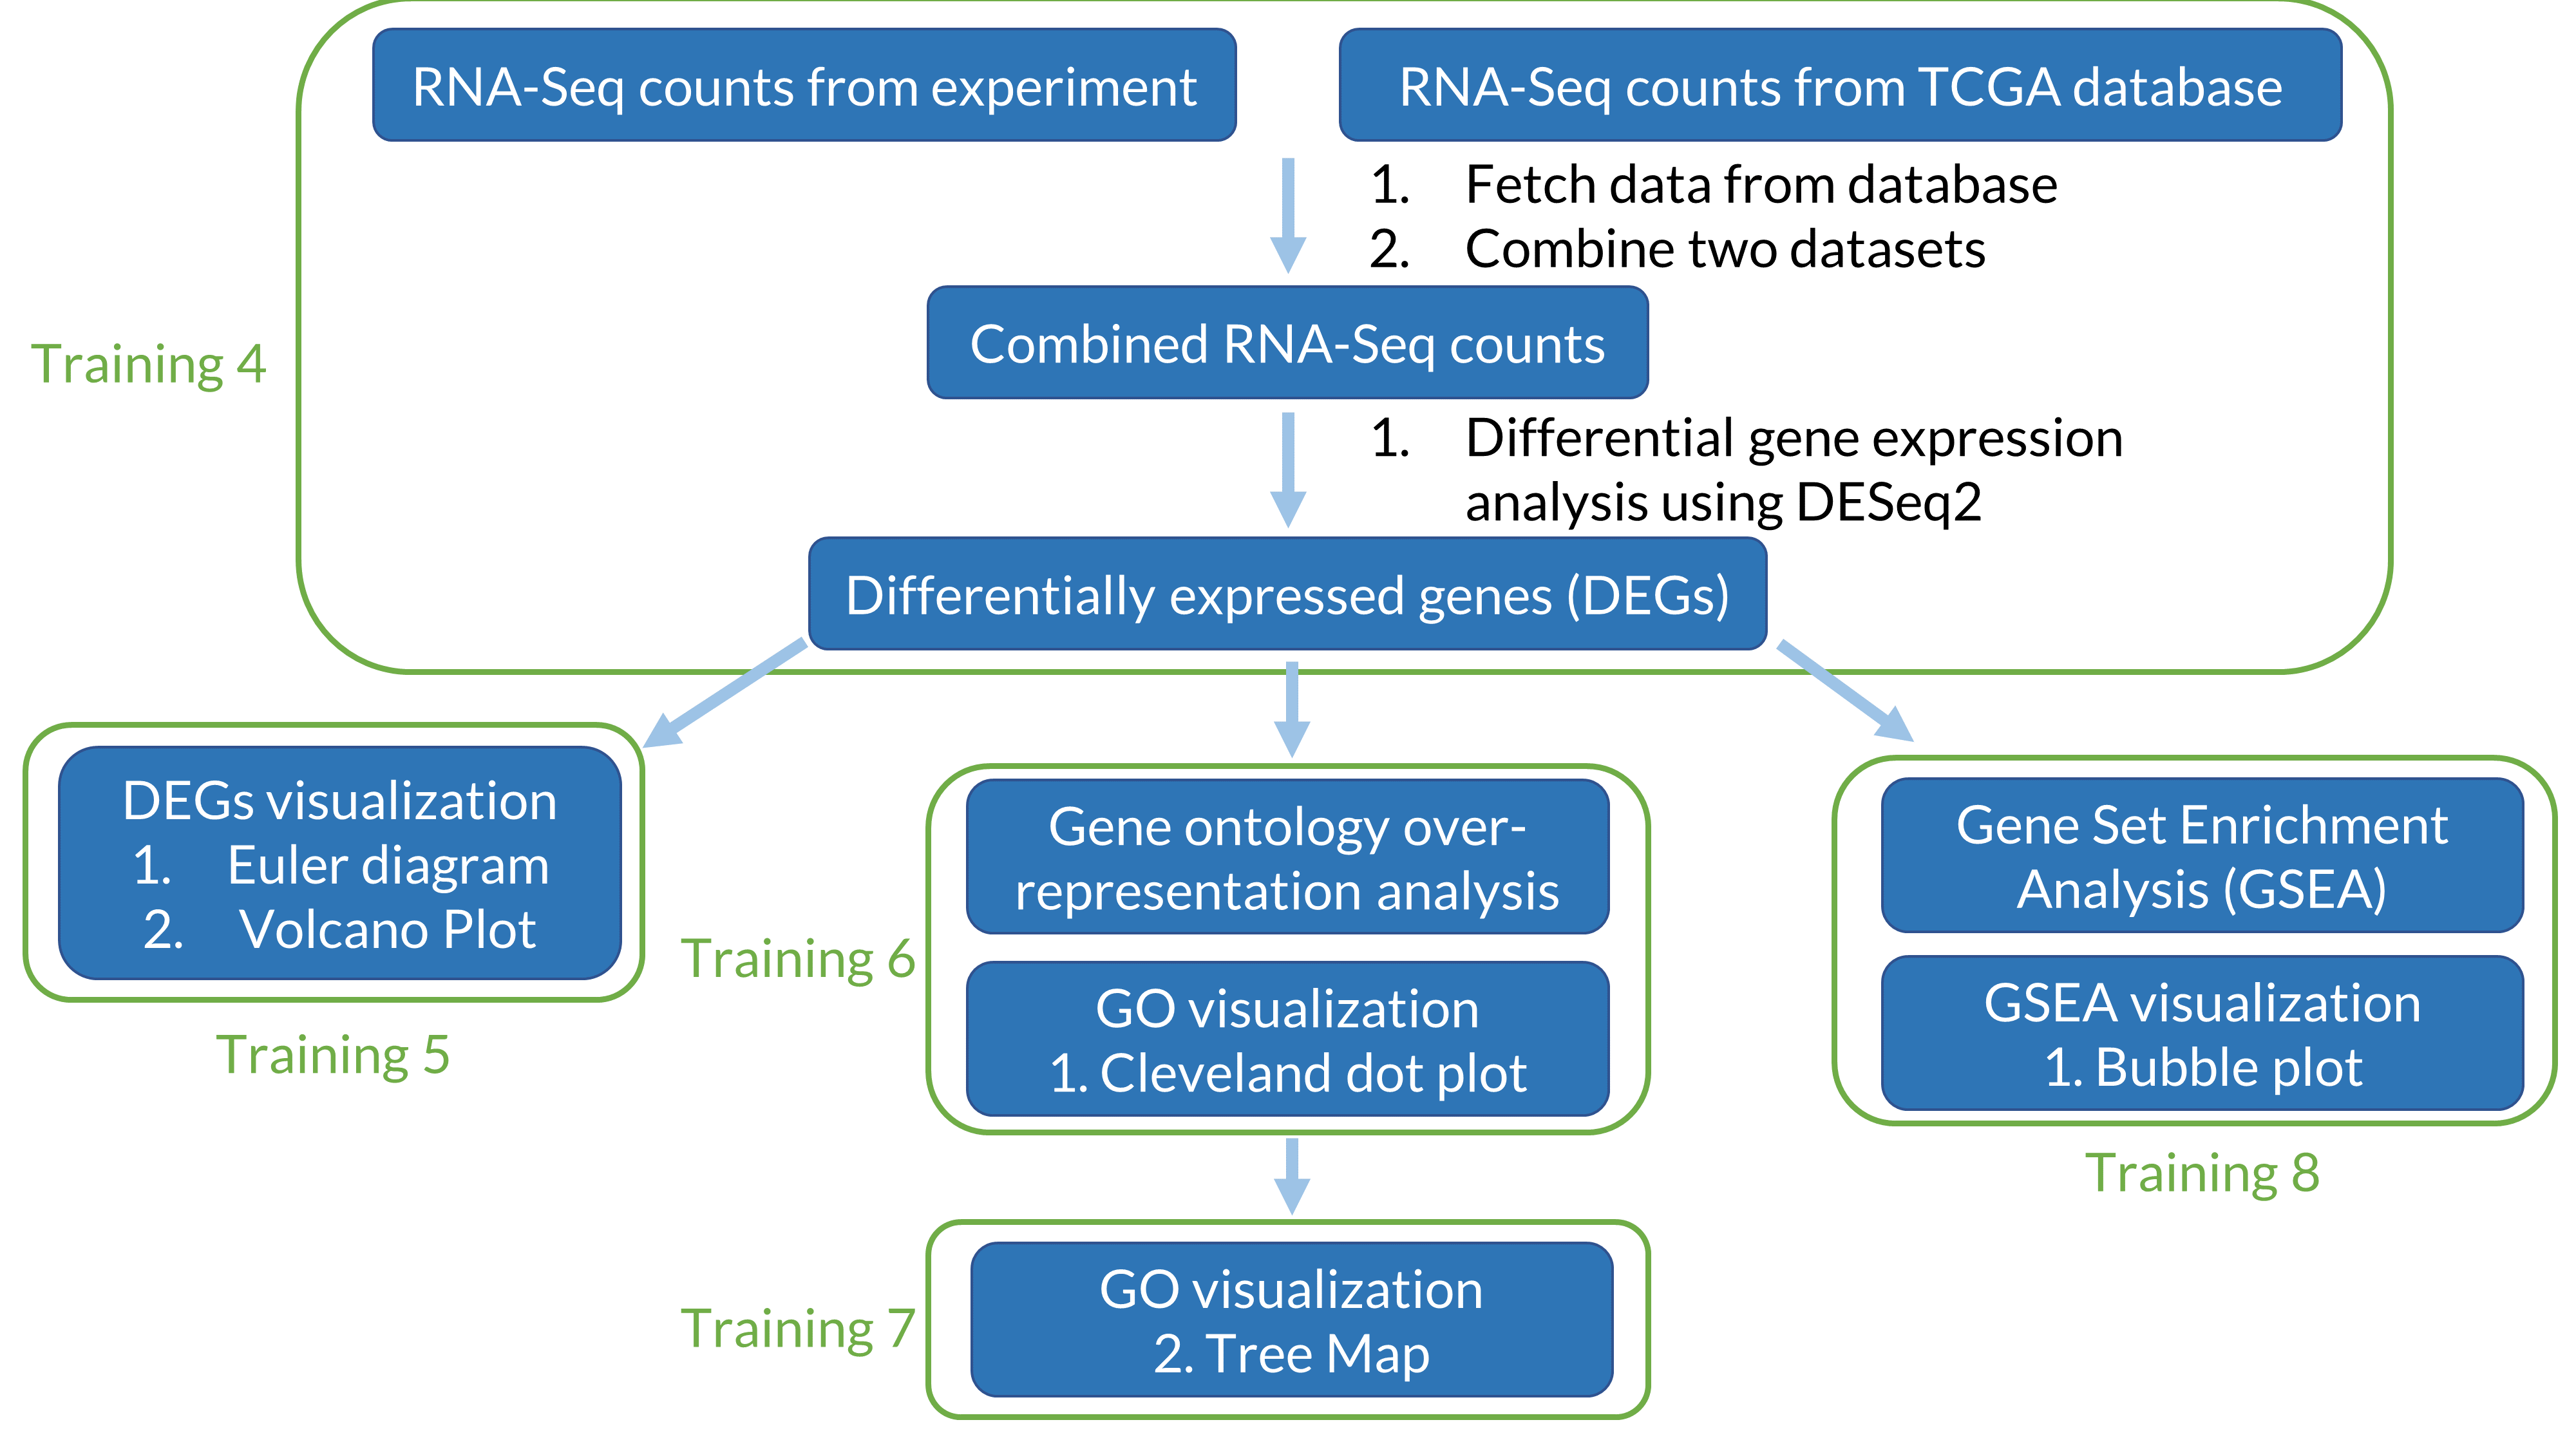 RNA-Seq counts from experiment
RNA-Seq counts from TCGA database
1. Fetch data from database
2. Combine two datasets
Combined RNA-Seq counts
Training 4
1. Differential gene expression
analysis using DESeq2
Differentially expressed genes (DEGs)
DEGs visualization
1. Euler diagram
2. Volcano Plot
Training 5
Gene ontology over-
representation analysis
Training 6
GO visualization
1. Cleveland dot plot
Gene Set Enrichment
Analysis (GSEA)
GSEA visualization
1. Bubble plot
Training 8
Training 7
GO visualization
2. Tree Map